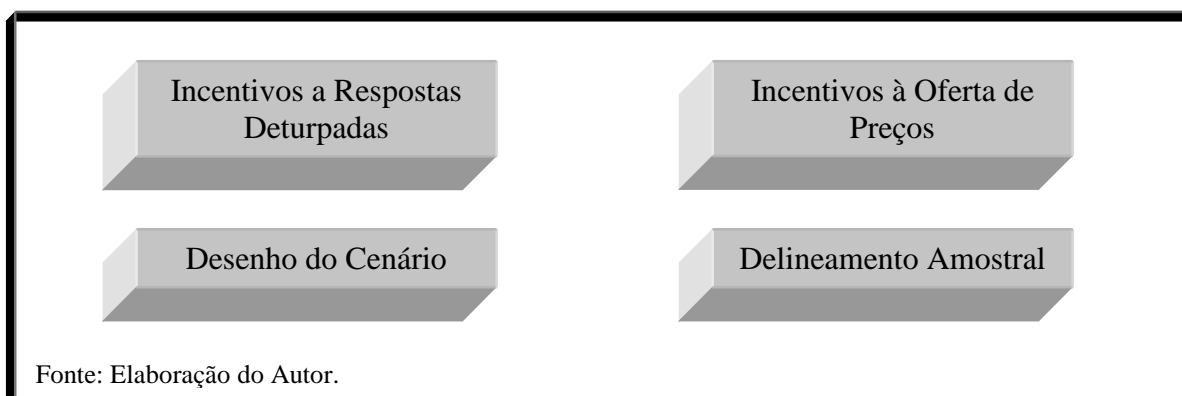 Incentivos a Respostas
Deturpadas
Incentivos à Oferta de
Preços
Desenho do Cenário
Delineamento Amostral
Fonte: Elaboração do Autor.